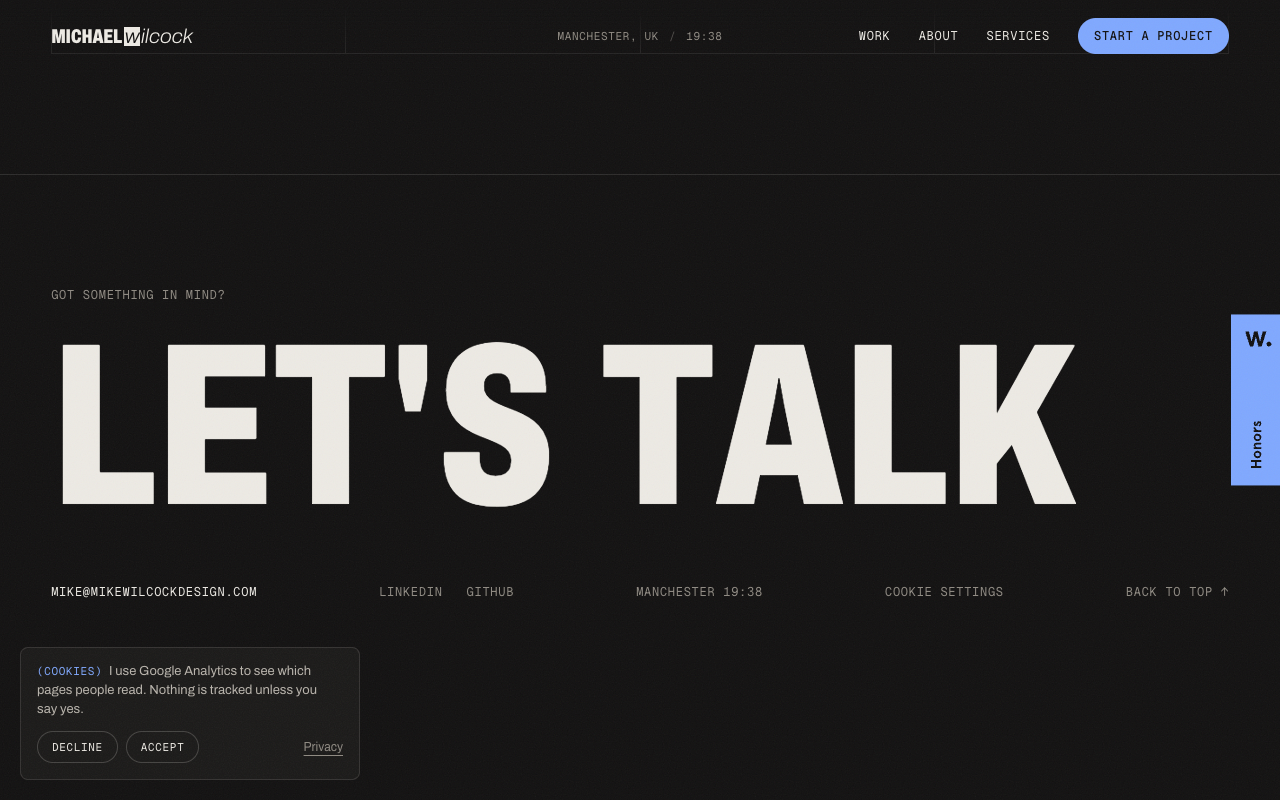 MICHAELwilcock
MANCHESTER, UK / 19:38
WORK ABOUT SERVICES START A PROJECT
GOT SOMETHING IN MIND?
LET'S TALK
W.
Honors
MIKE@MIKEWILCOCKDESIGN.COM LINKEDIN GITHUB MANCHESTER 19:38 COOKIE SETTINGS BACK TO TOP ↑
(COOKIES) I use Google Analytics to see which
pages people read. Nothing is tracked unless you
say yes.
DECLINE ACCEPT Privacy